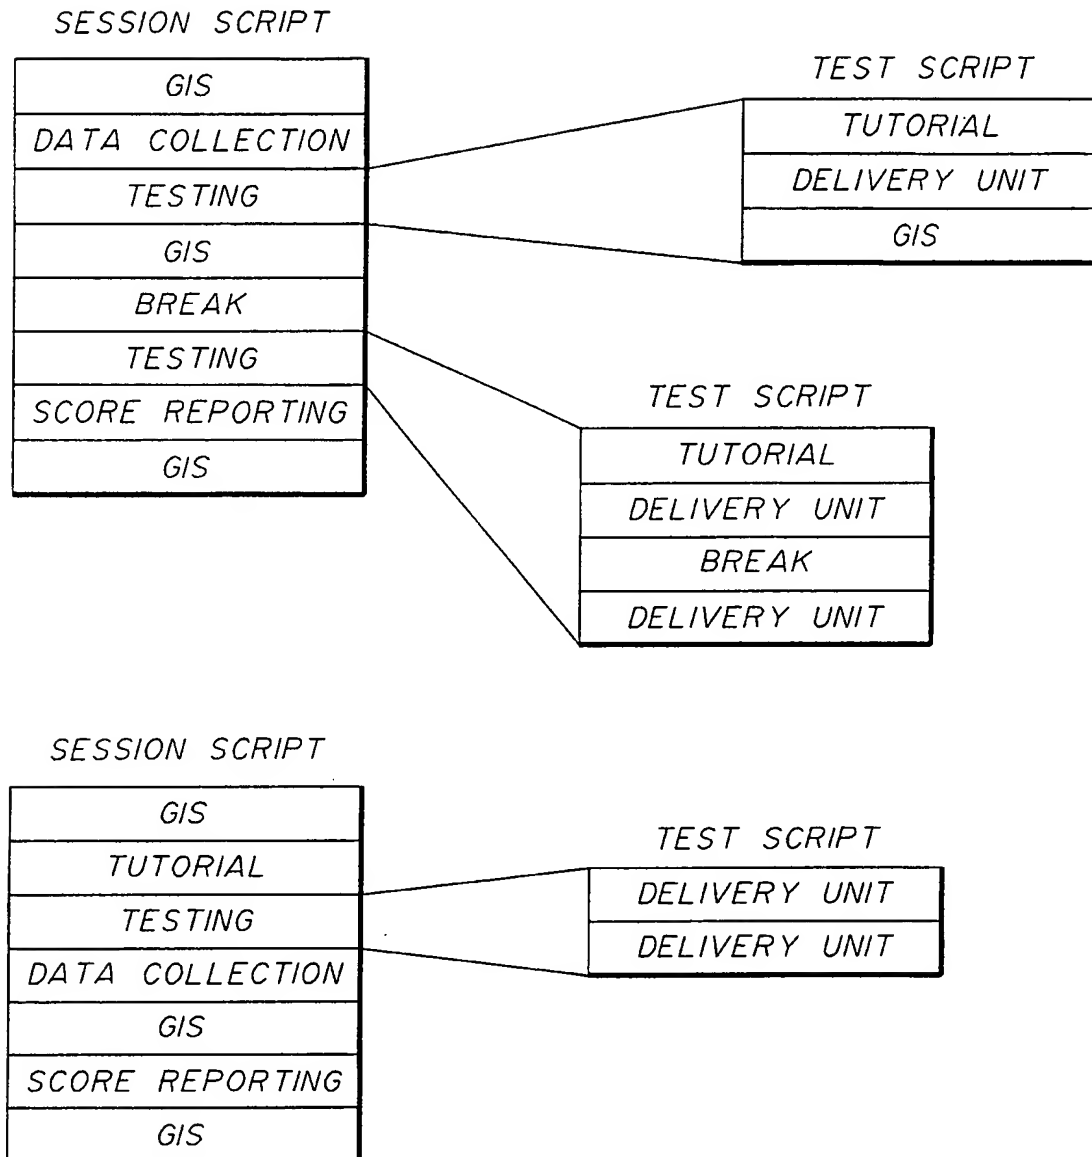 SESSION SCRIPT
GIS
DATA COLLECTION
TESTING
GIS
BREAK
TESTING
SCORE REPORTING
GIS
TEST SCRIPT
TUTORIAL
DELIVERY UNIT
GIS
TEST SCRIPT
TUTORIAL
DELIVERY UNIT
BREAK
DELIVERY UNIT
SESSION SCRIPT
GIS
TUTORIAL
TESTING
DATA COLLECTION
GIS
SCORE REPORTING
GIS
TEST SCRIPT
DELIVERY UNIT
DELIVERY UNIT